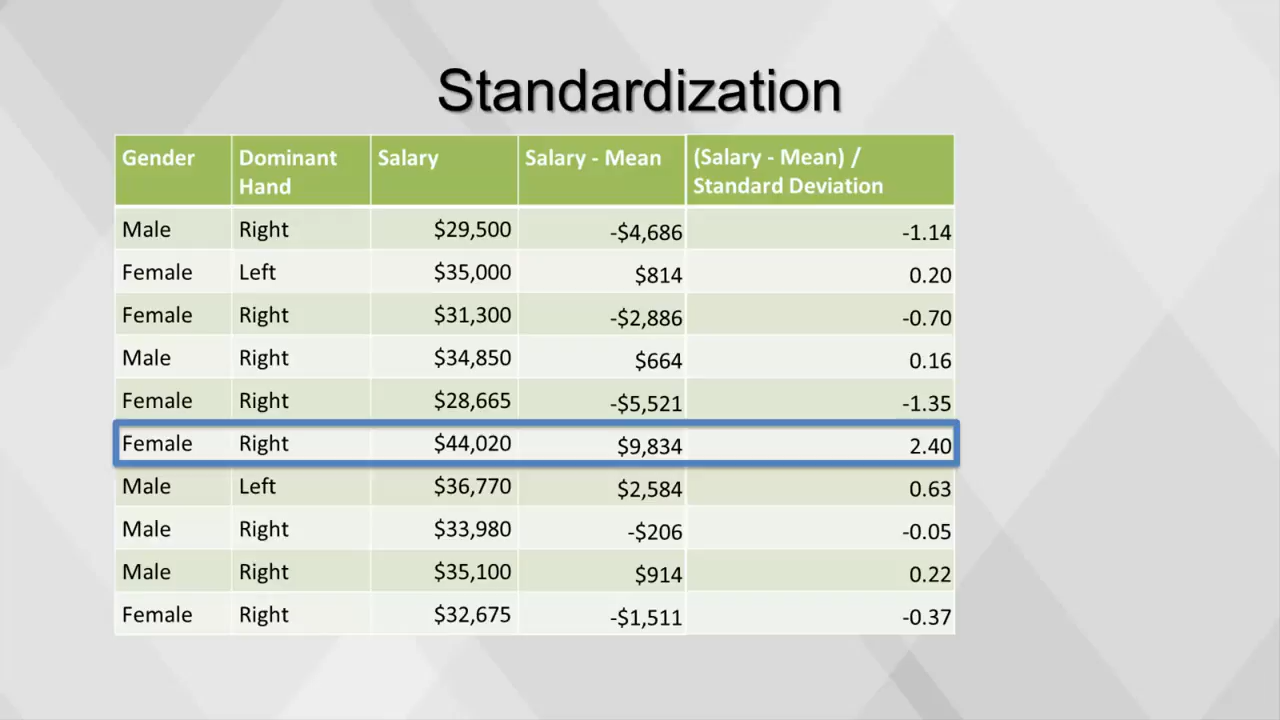 Standardization
Gender Dominant Hand Salary Salary - Mean (Salary - Mean) / Standard Deviation
Male Right $29,500 -$4,686 -1.14
Female Left $35,000 $814 0.20
Female Right $31,300 -$2,886 -0.70
Male Right $34,850 $664 0.16
Female Right $28,665 -$5,521 -1.35
Female Right $44,020 $9,834 2.40
Male Left $36,770 $2,584 0.63
Male Right $33,980 -$206 -0.05
Male Right $35,100 $914 0.22
Female Right $32,675 -$1,511 -0.37